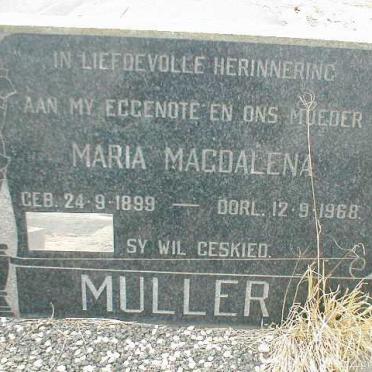 IN LIEFDEVOLLE HERINNERING
AAN MY EGGENOTE EN ONS MOEDER
MARIA MAGDALENA
GEB. 24-9-1899 — OORL. 12-9-1968
SY WIL GESKIED.
MULLER